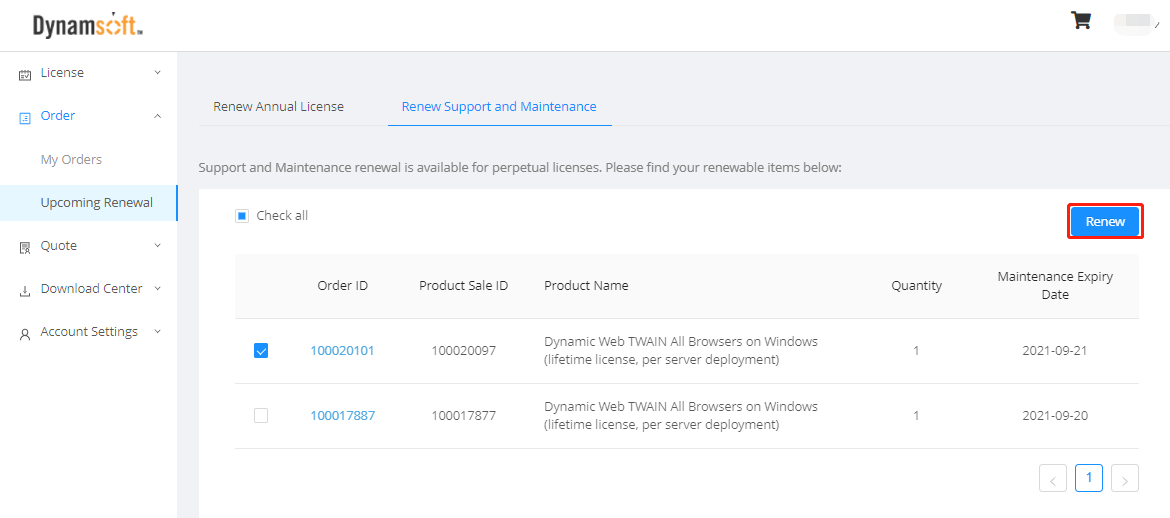 Dynamsoft™
License
Order
My Orders
Upcoming Renewal
Quote
Download Center
Account Settings
Renew Annual License
Renew Support and Maintenance
Support and Maintenance renewal is available for perpetual licenses. Please find your renewable items below:
Check all
Renew
Order ID
Product Sale ID
Product Name
Quantity
Maintenance Expiry
Date
100020101
100020097
Dynamic Web TWAIN All Browsers on Windows
(lifetime license, per server deployment)
1
2021-09-21
100017887
100017877
Dynamic Web TWAIN All Browsers on Windows
(lifetime license, per server deployment)
1
2021-09-20
< 1 >